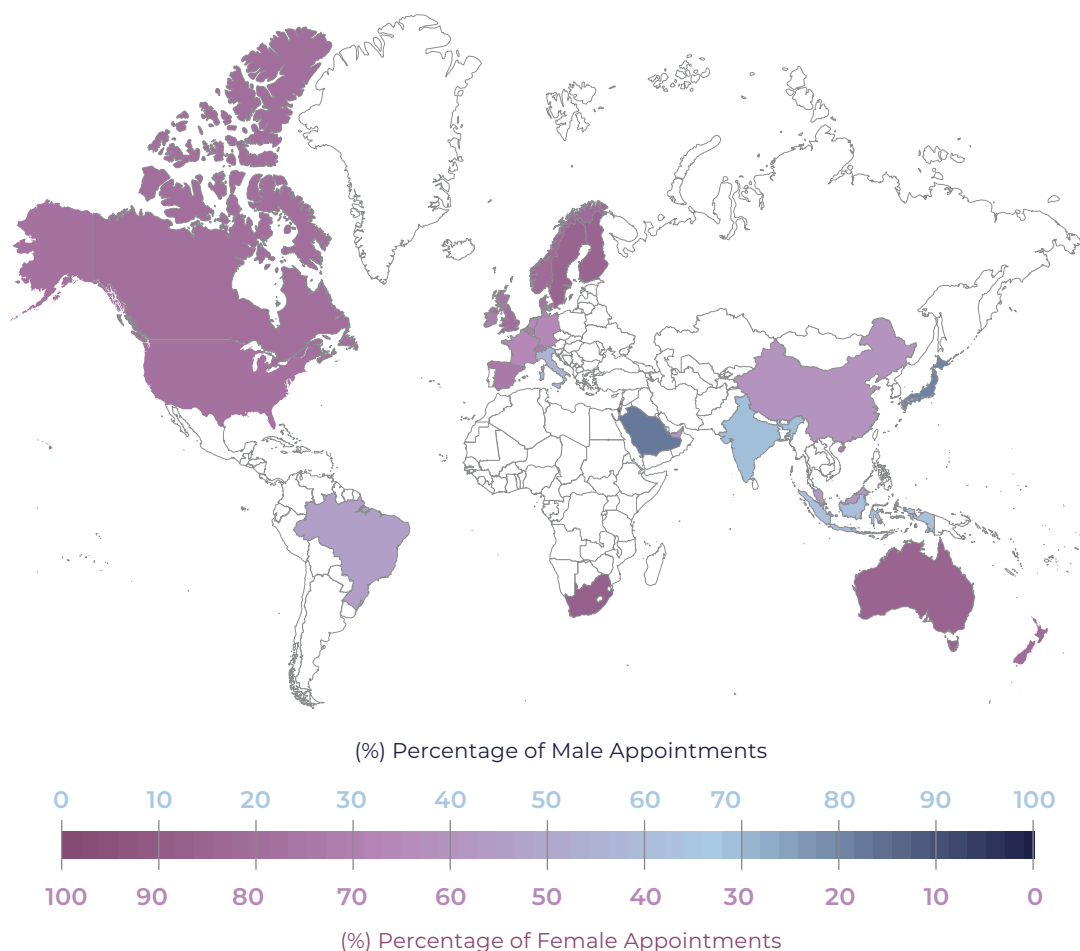 (%) Percentage of Male Appointments
0 10 20 30 40 50 60 70 80 90 100
100 90 80 70 60 50 40 30 20 10 0
(%) Percentage of Female Appointments